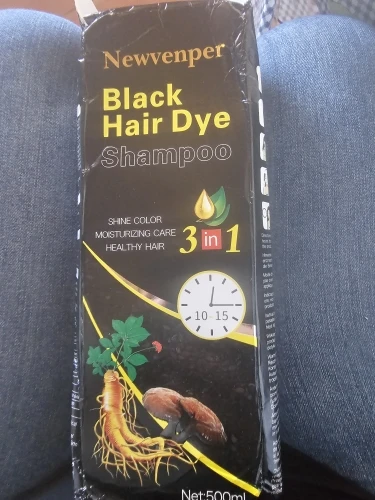 Newvenper
Black
Hair Dye
Shampoo
SHINE COLOR
MOISTURIZING CARE
HEALTHY HAIR
3 in 1
10 15
Net:500ml